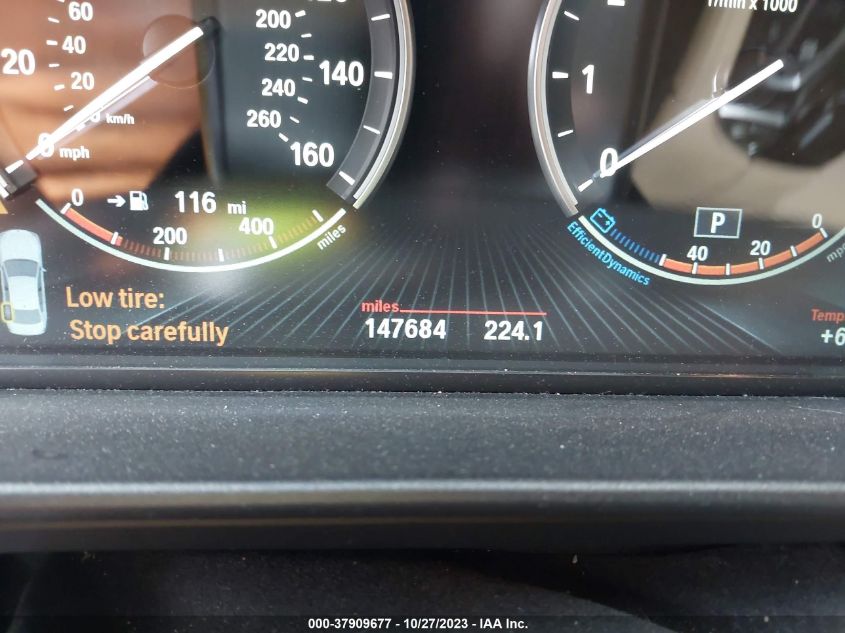 r/min x 1000
60
200
40
220
20
20
140
1
240
km/h
260
0
mph
160
0
0
116 mi
P
0
400
200
miles
40
20
EfficientDynamics
Low tire:
miles
Stop carefully
147684
224.1
000-37909677 - 10/27/2023 - IAA Inc.